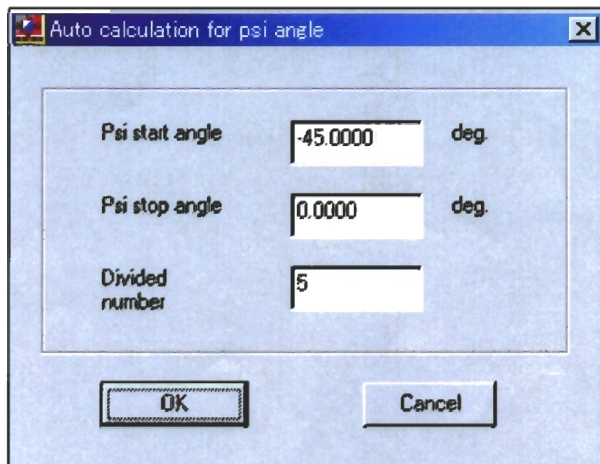 Auto calculation for psi angle
Psi start angle -45.0000 deg.
Psi stop angle 0.0000 deg.
Divided
number 5
OK Cancel